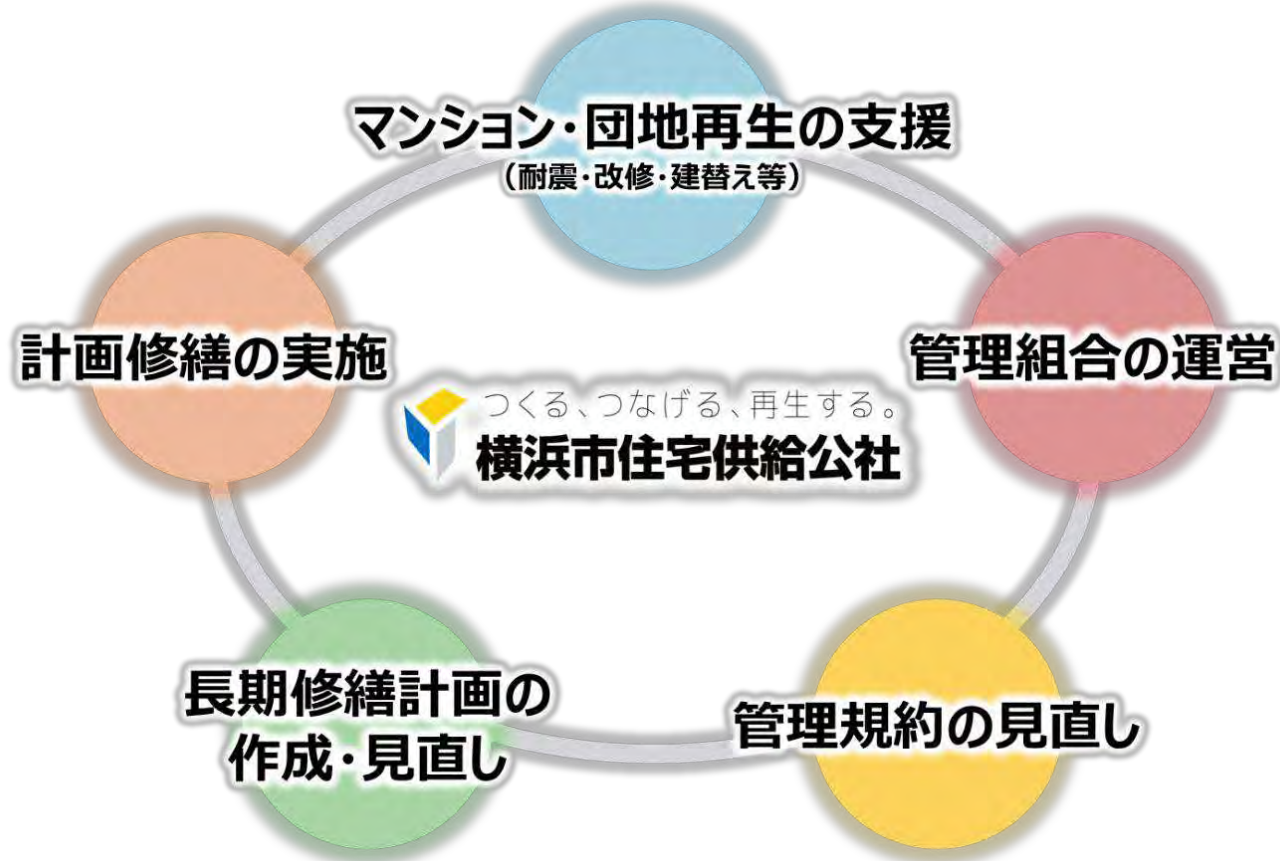 マンション・団地再生の支援
（耐震・改修・建替え等）
計画修繕の実施
管理組合の運営
つくる、つなげる、再生する。
横浜市住宅供給公社
長期修繕計画の
作成・見直し
管理規約の見直し